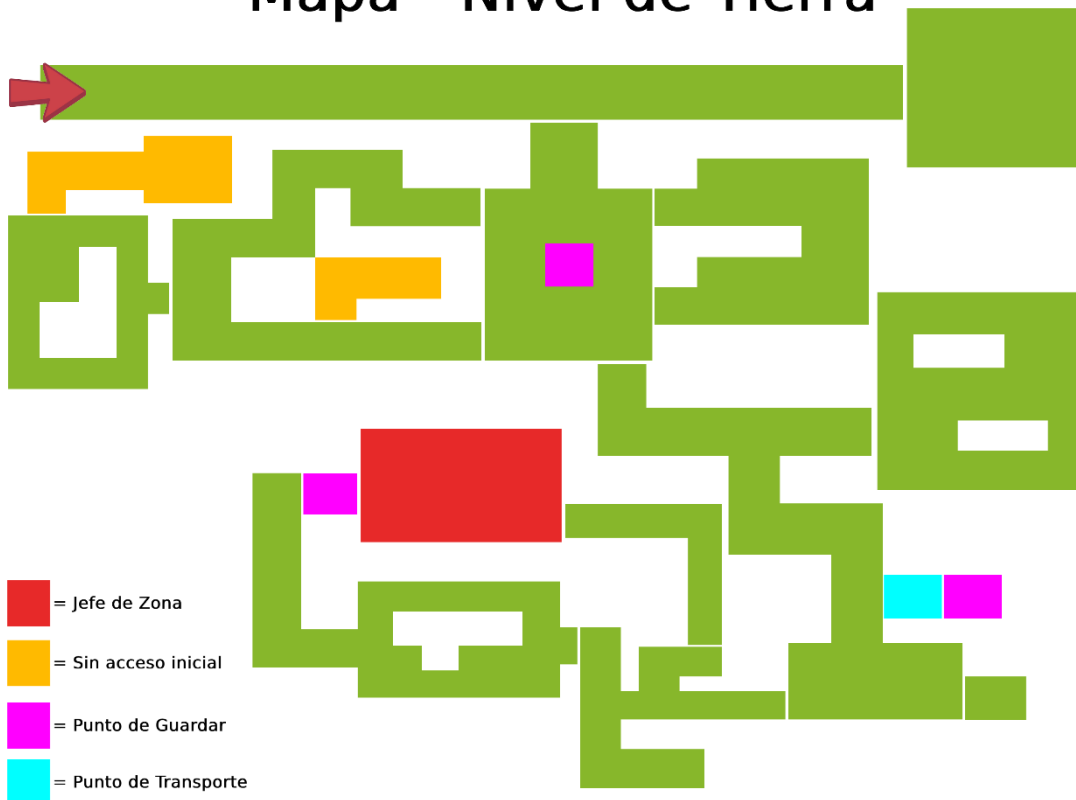 Mapa - Nivel de Tierra
= Jefe de Zona
= Sin acceso inicial
= Punto de Guardar
= Punto de Transporte